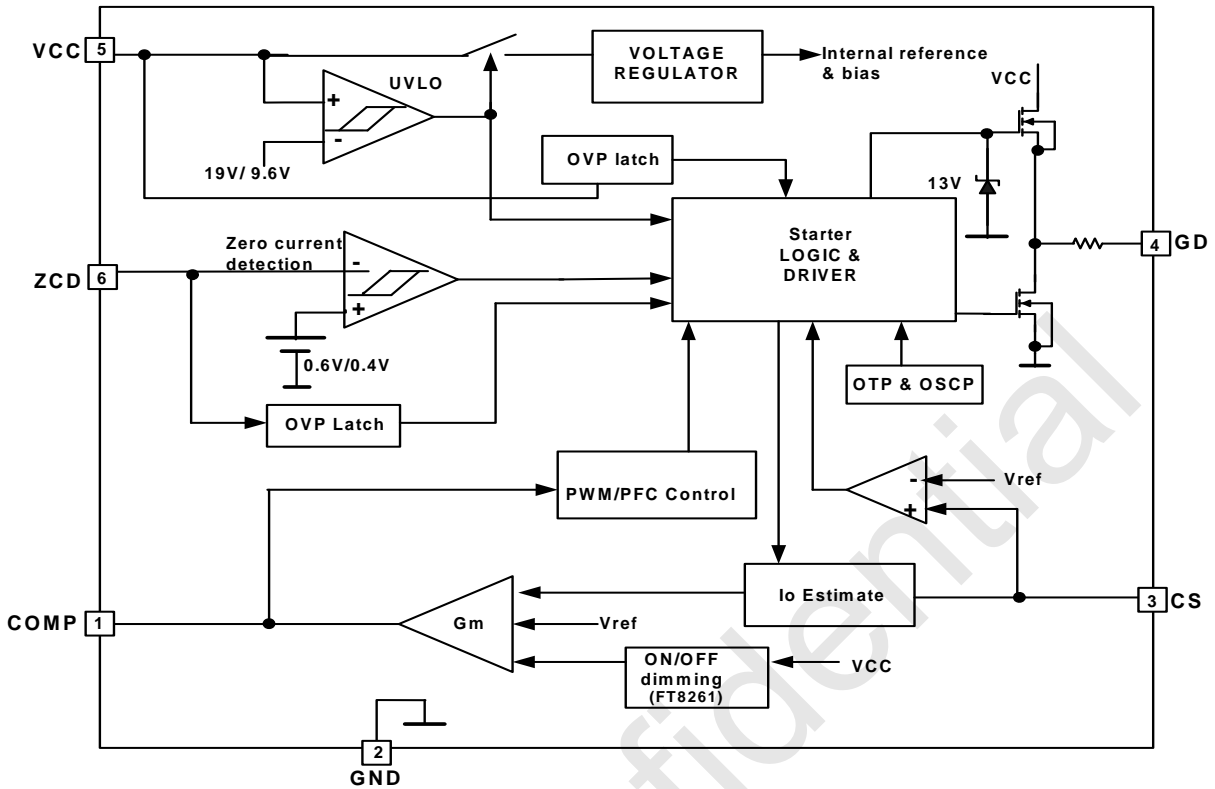 VCC
5
UVLO
+
-
19V/ 9.6V
VOLTAGE
REGULATOR
Internal reference
& bias
VCC
OVP latch
13V
Starter
LOGIC &
DRIVER
4
GD
Zero current
detection
ZCD
6
-
+
0.6V/0.4V
OVP Latch
OTP & OSCP
PWM/PFC Control
-
+
Vref
Io Estimate
3
CS
COMP
1
Gm
Vref
ON/OFF
dimming
(FT8261)
VCC
2
GND
fidential